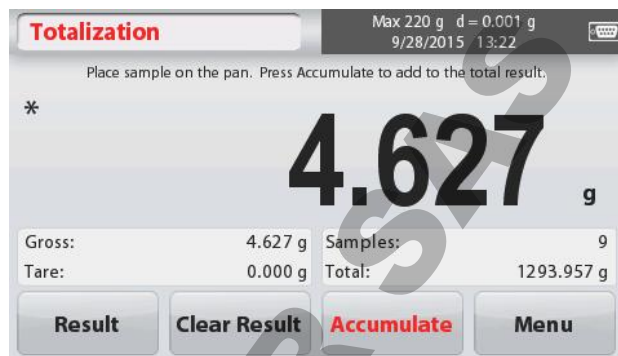 Totalization
Max 220 g d = 0.001 g
9/28/2015 13:22
Place sample on the pan. Press Accumulate to add to the total result.
*
4.627 g
Gross: 4.627 g Samples: 9
Tare: 0.000 g Total: 1293.957 g
Result Clear Result Accumulate Menu